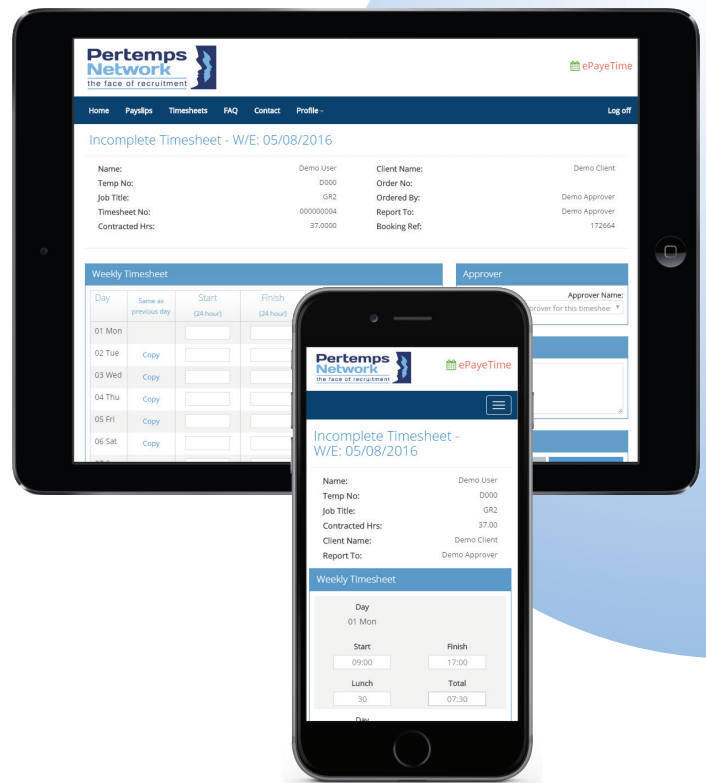 Pertemps
Network
the face of recruitment
ePayeTime
Home Payslips Timesheets FAQ Contact Profile Log off
Incomplete Timesheet - W/E: 05/08/2016
Name: Demo User Client Name: Demo Client
Temp No: D000 Order No:
Job Title: GR2 Ordered By: Demo Approver
Timesheet No: 000000004 Report To: Demo Approver
Contracted Hrs: 37.0000 Booking Ref: 172664
Weekly Timesheet
Approver
Day Same as Start Finish
previous day (24 hour) (24 hour)
Approver Name:
for this timeshee
01 Mon
02 Tue Copy
03 Wed Copy
04 Thu Copy
05 Fri Copy
06 Sat Copy
Pertemps
Network
the face of recruitment
ePayeTime
Incomplete Timesheet -
W/E: 05/08/2016
Name: Demo User
Temp No: D000
Job Title: GR2
Contracted Hrs: 37.00
Client Name: Demo Client
Report To: Demo Approver
Weekly Timesheet
Day
01 Mon
Start Finish
09:00 17:00
Lunch Total
30 07:30
Day